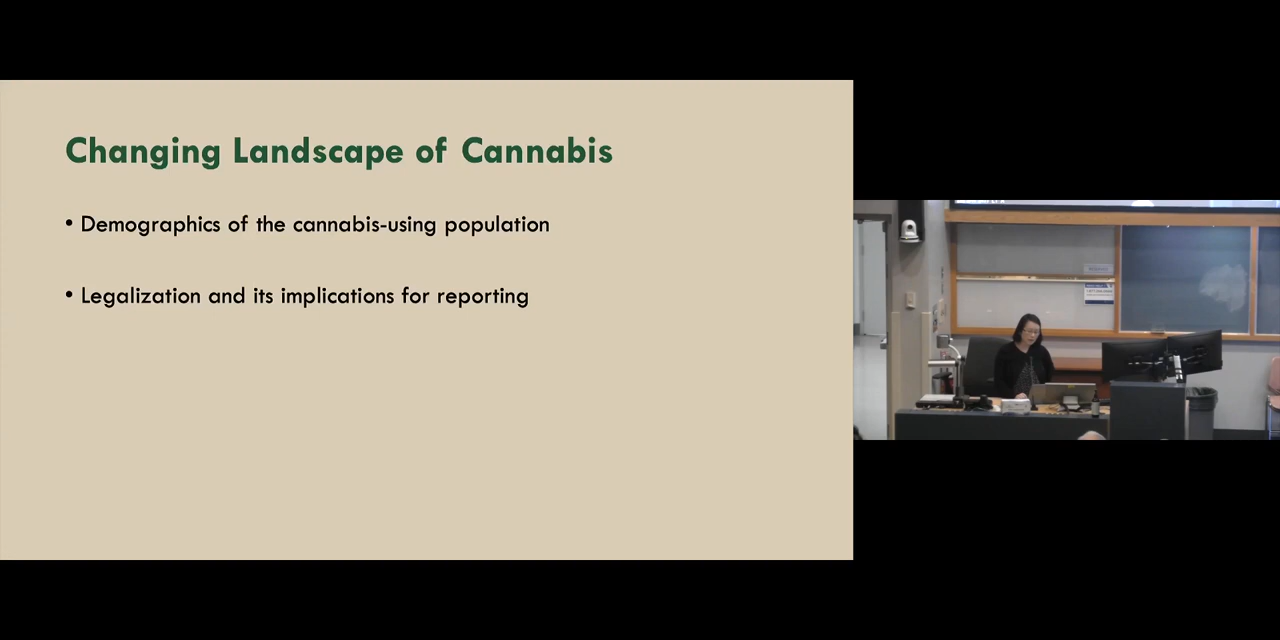 Changing Landscape of Cannabis
• Demographics of the cannabis-using population
• Legalization and its implications for reporting